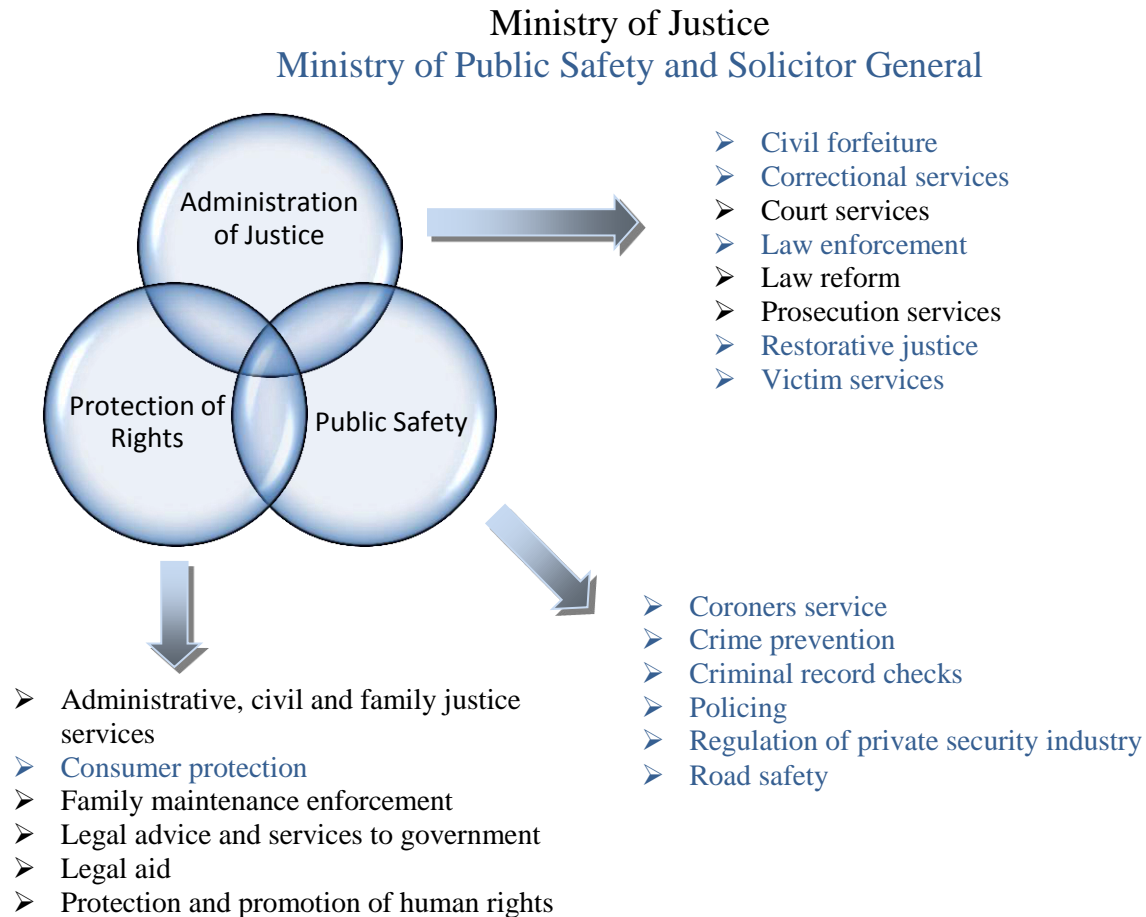 Ministry of Justice
Ministry of Public Safety and Solicitor General
Administration
of Justice
Protection of
Rights
Public Safety
➢ Civil forfeiture
➢ Correctional services
➢ Court services
➢ Law enforcement
➢ Law reform
➢ Prosecution services
➢ Restorative justice
➢ Victim services
➢ Coroners service
➢ Crime prevention
➢ Criminal record checks
➢ Policing
➢ Regulation of private security industry
➢ Road safety
➢ Administrative, civil and family justice
services
➢ Consumer protection
➢ Family maintenance enforcement
➢ Legal advice and services to government
➢ Legal aid
➢ Protection and promotion of human rights